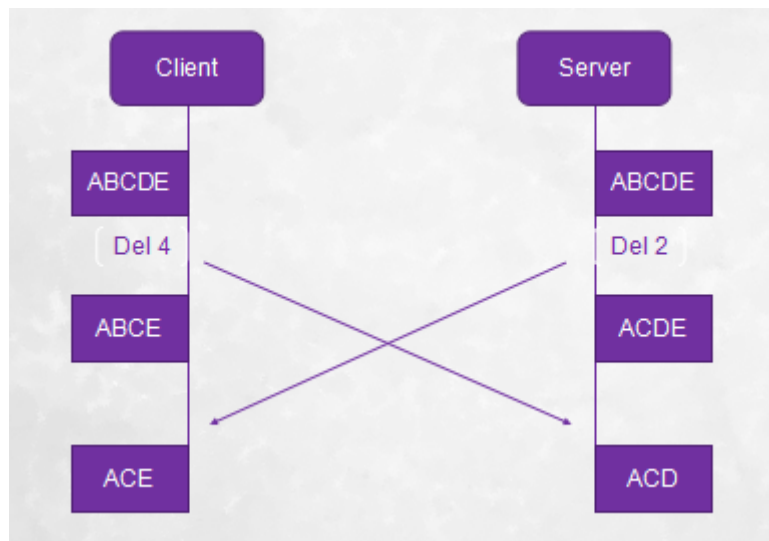 Client
Server
ABCDE
ABCDE
Del 4
Del 2
ABCE
ACDE
ACE
ACD